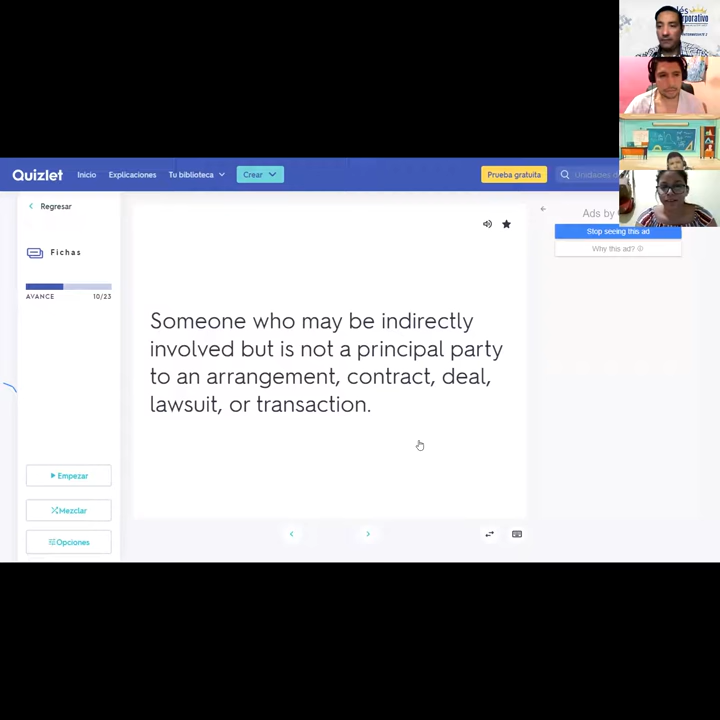 Quizlet
Inicio
Explicaciones
Tu biblioteca
Crear
Prueba gratuita
Regresar
Fichas
AVANCE
10/23
Someone who may be indirectly
involved but is not a principal party
to an arrangement, contract, deal,
lawsuit, or transaction.
Empezar
Mezclar
Opciones
Ads by
Stop seeing this ad
Why this ad?